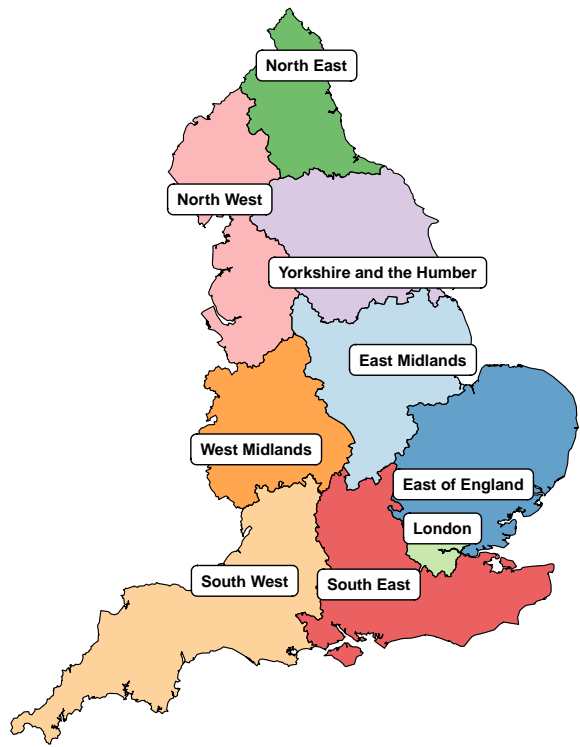 North East
North West
Yorkshire and the Humber
East Midlands
West Midlands
East of England
London
South West
South East